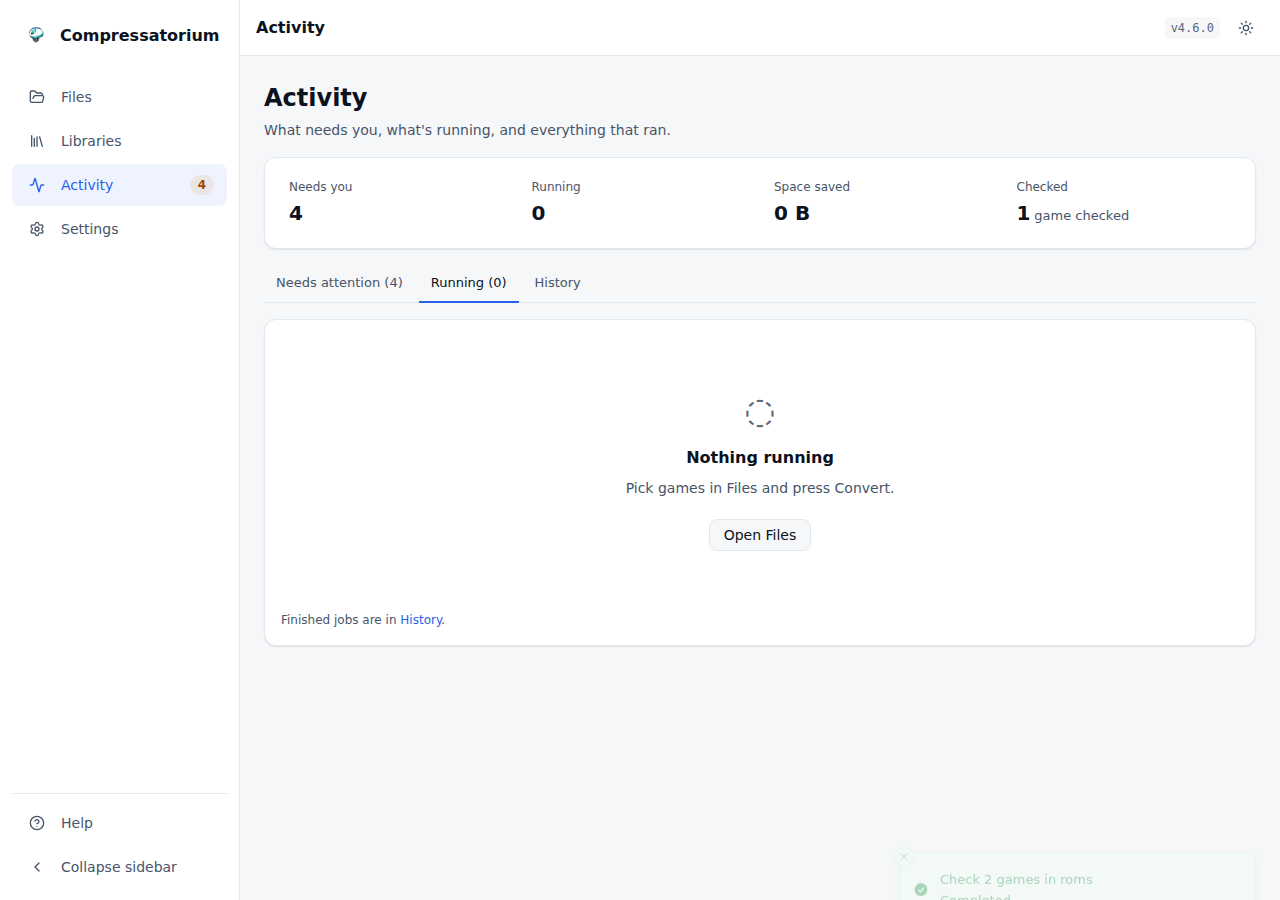 Compressatorium
Activity
v4.6.0
Files
Libraries
Activity
4
Settings
Activity
What needs you, what's running, and everything that ran.
Needs you
4
Running
0
Space saved
0 B
Checked
1 game checked
Needs attention (4)
Running (0)
History
Nothing running
Pick games in Files and press Convert.
Open Files
Finished jobs are in History.
Help
Collapse sidebar
Check 2 games in roms
Completed